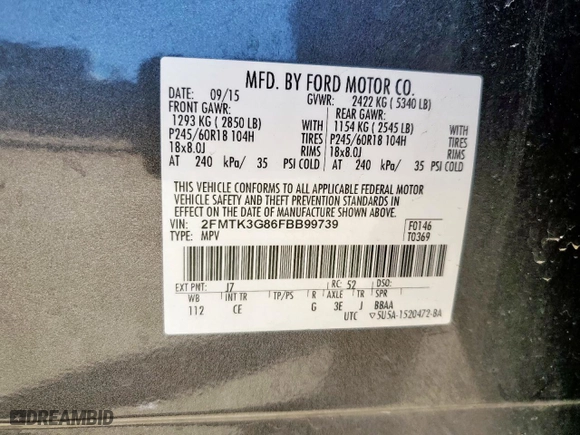 MFD. BY FORD MOTOR CO.
DATE: 09/15 GVWR: 2422 KG ( 5340 LB)
FRONT GAWR: REAR GAWR:
1293 KG ( 2850 LB) WITH 1154 KG ( 2545 LB) WITH
P245/60R18 104H TIRES P245/60R18 104H TIRES
18x8.0J RIMS 18x8.0J RIMS
AT 240 kPa/ 35 PSI COLD AT 240 kPa/ 35 PSI COLD
THIS VEHICLE CONFORMS TO ALL APPLICABLE FEDERAL MOTOR
VEHICLE SAFETY AND THEFT PREVENTION STANDARDS IN
EFFECT ON THE DATE OF MANUFACTURE SHOWN ABOVE.
VIN: 2FMTK3G86FBB99739 F0146
TYPE: MPV T0369
EXT PNT: J7 RC: 52 DSO:
WB INT TR TP/PS R AXLE TR SPR
112 CE G 3E J BBAA
UTC 5U5A-1520472-BA
DREAMBID